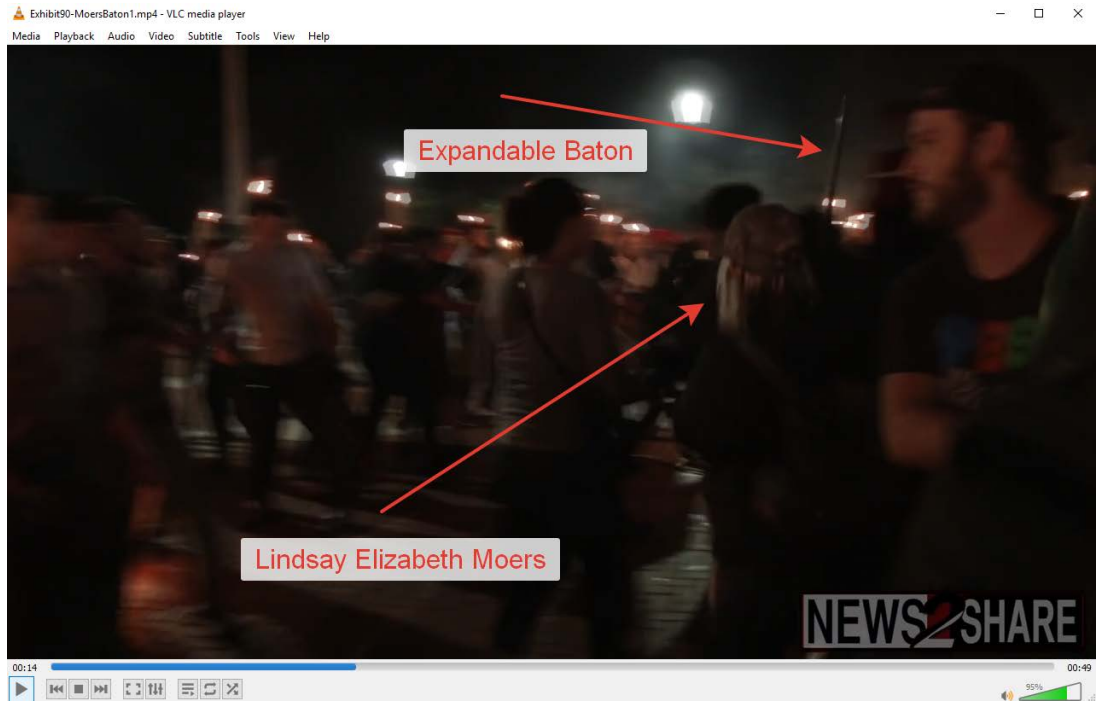 Exhibit90-MoersBaton1.mp4 - VLC media player
Media Playback Audio Video Subtitle Tools View Help
Expandable Baton
Lindsay Elizabeth Moers
NEWS2SHARE
00:14
00:49
95%